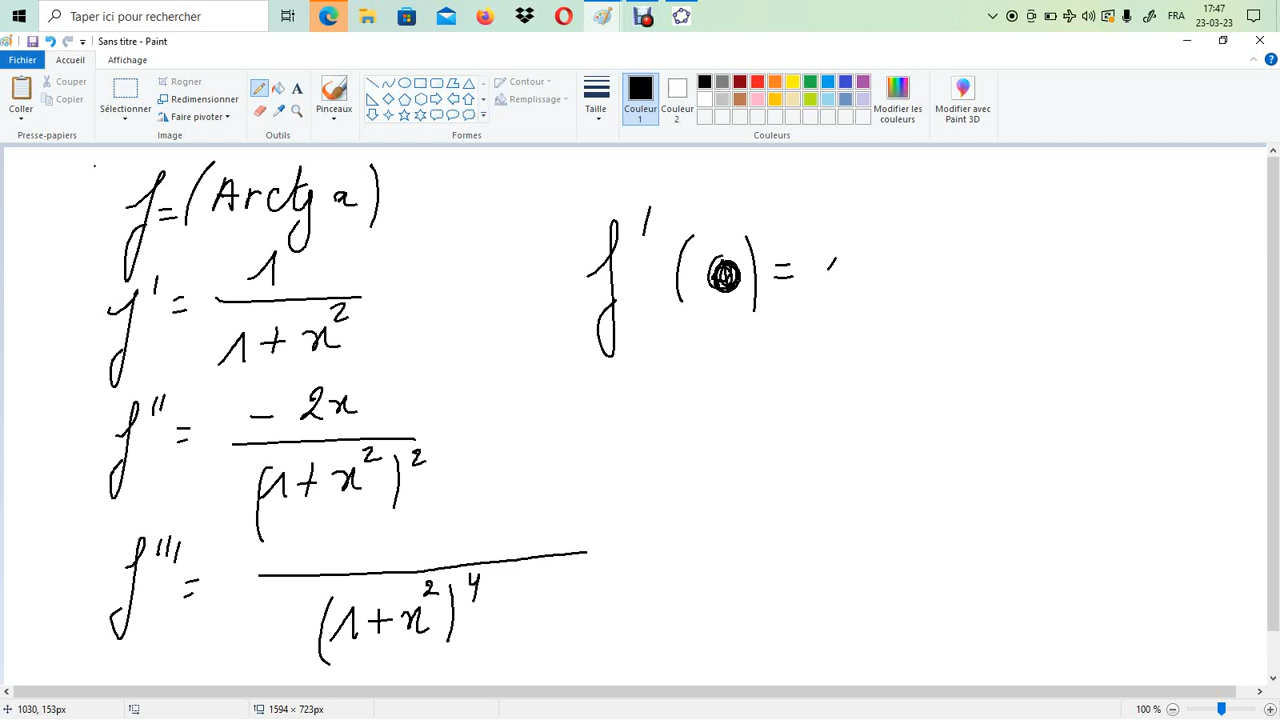 Taper ici pour rechercher
FRA
17:47
23-03-23
Sans titre - Paint
Fichier
Accueil
Affichage
Coller
Couper
Copier
Presse-papiers
Sélectionner
Rogner
Redimensionner
Faire pivoter
Image
Outils
Pinceaux
Contour
Remplissage
Formes
Taille
Couleur 1
Couleur 2
Modifier les couleurs
Modifier avec Paint 3D
Couleurs
f = (Arctg x)
f' = 1 / (1 + x²)
f'' = - 2x / (1 + x²)²
f''' = / (1 + x²)⁴
f' ( ) =
1030, 153px
1594 × 723px
100 %